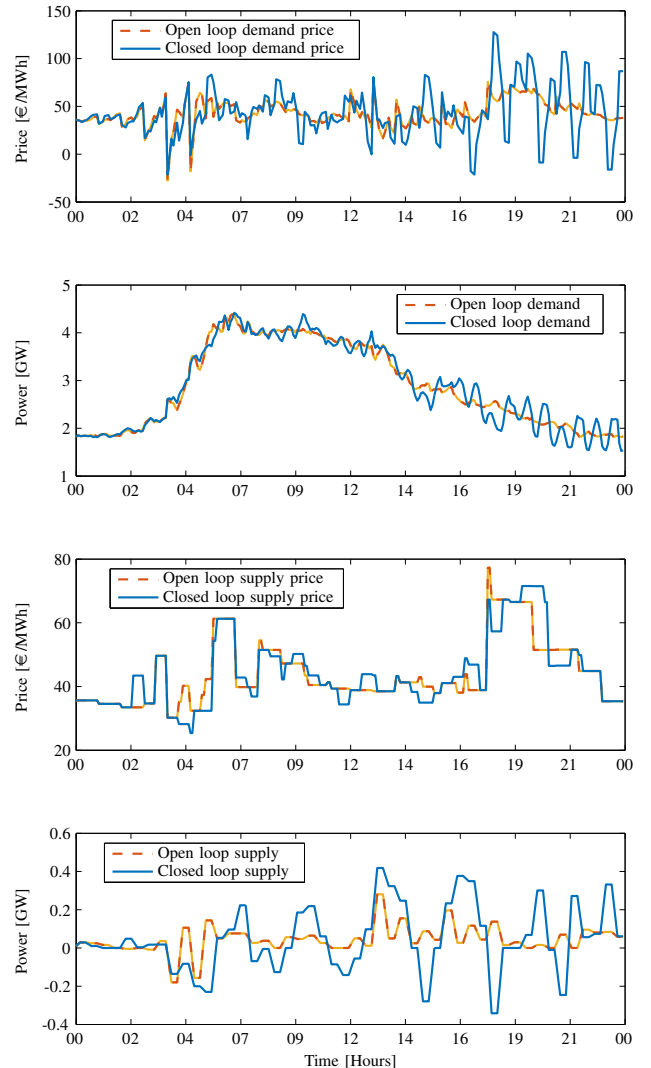 150
100
50
0
-50
Price [€/MWh]
Open loop demand price
Closed loop demand price
00 02 04 07 09 12 14 16 19 21 00
5
4
3
2
1
Power [GW]
Open loop demand
Closed loop demand
00 02 04 07 09 12 14 16 19 21 00
80
60
40
20
Price [€/MWh]
Open loop supply price
Closed loop supply price
00 02 04 07 09 12 14 16 19 21 00
0.6
0.4
0.2
0
-0.2
-0.4
Power [GW]
Open loop supply
Closed loop supply
00 02 04 07 09 12 14 16 19 21 00
Time [Hours]